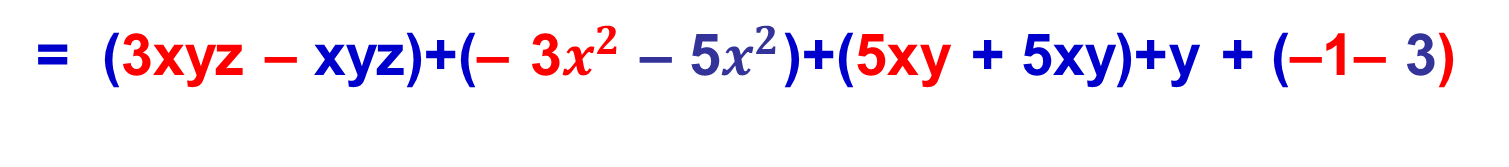 = (3xyz – xyz)+(– 3x² – 5x²)+(5xy + 5xy)+y + (–1– 3)